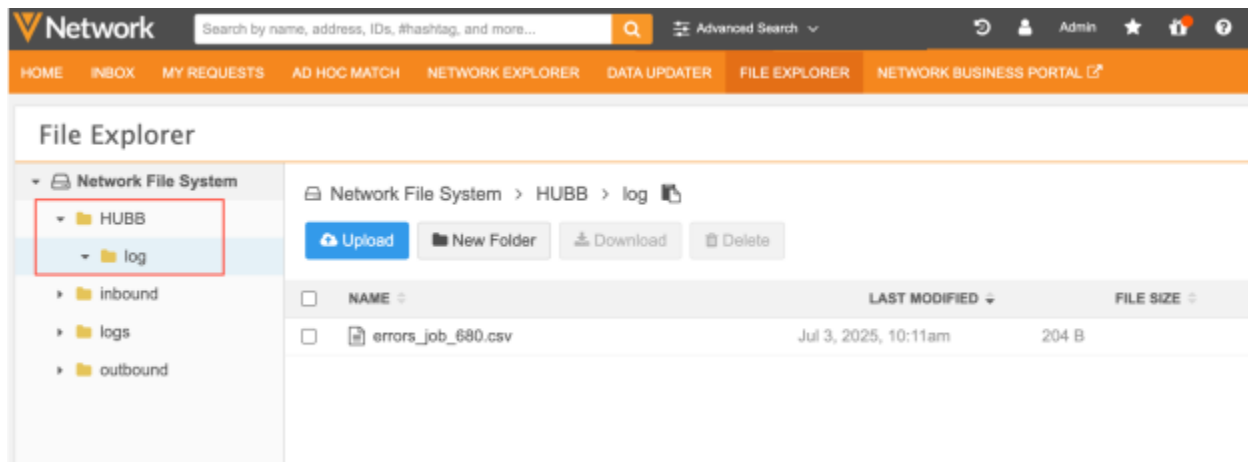 Network
Search by name, address, IDs, #hashtag, and more...
Advanced Search
Admin
HOME INBOX MY REQUESTS AD HOC MATCH NETWORK EXPLORER DATA UPDATER FILE EXPLORER NETWORK BUSINESS PORTAL
File Explorer
Network File System
HUBB
log
inbound
logs
outbound
Network File System > HUBB > log
Upload New Folder Download Delete
NAME LAST MODIFIED FILE SIZE
errors_job_680.csv Jul 3, 2025, 10:11am 204 B